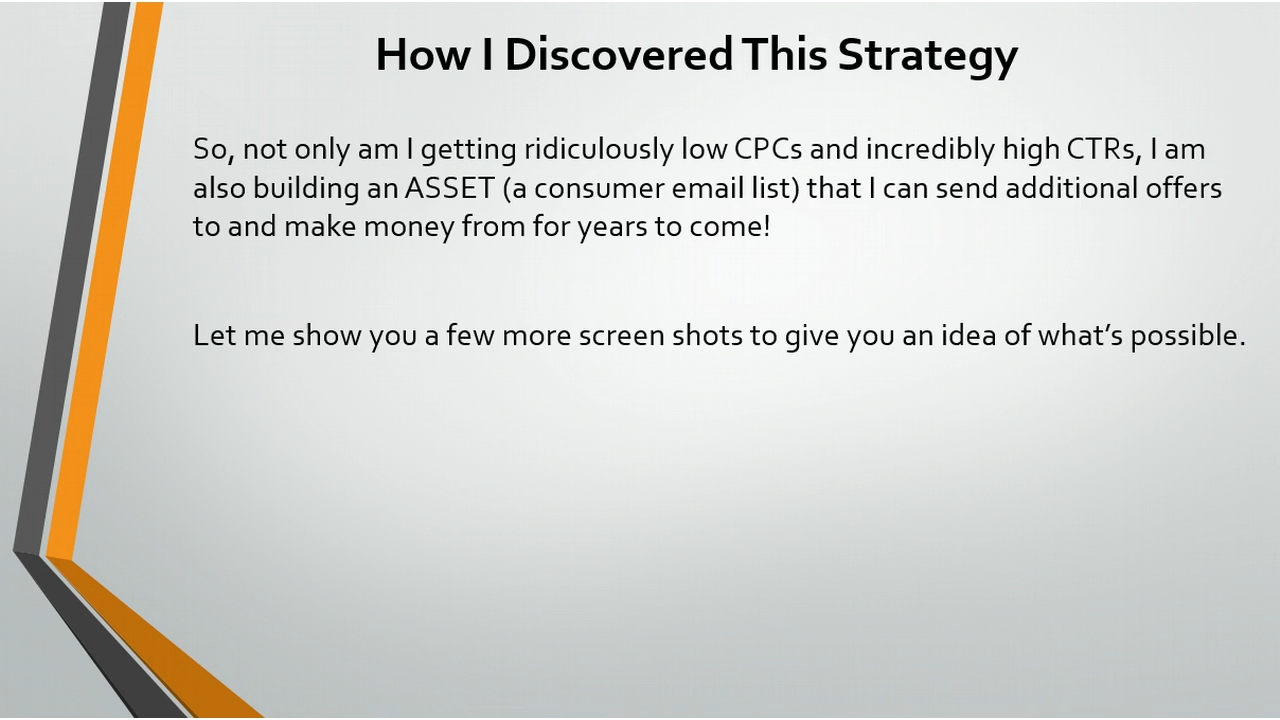 How I Discovered This Strategy
So, not only am I getting ridiculously low CPCs and incredibly high CTRs, I am
also building an ASSET (a consumer email list) that I can send additional offers
to and make money from for years to come!
Let me show you a few more screen shots to give you an idea of what’s possible.